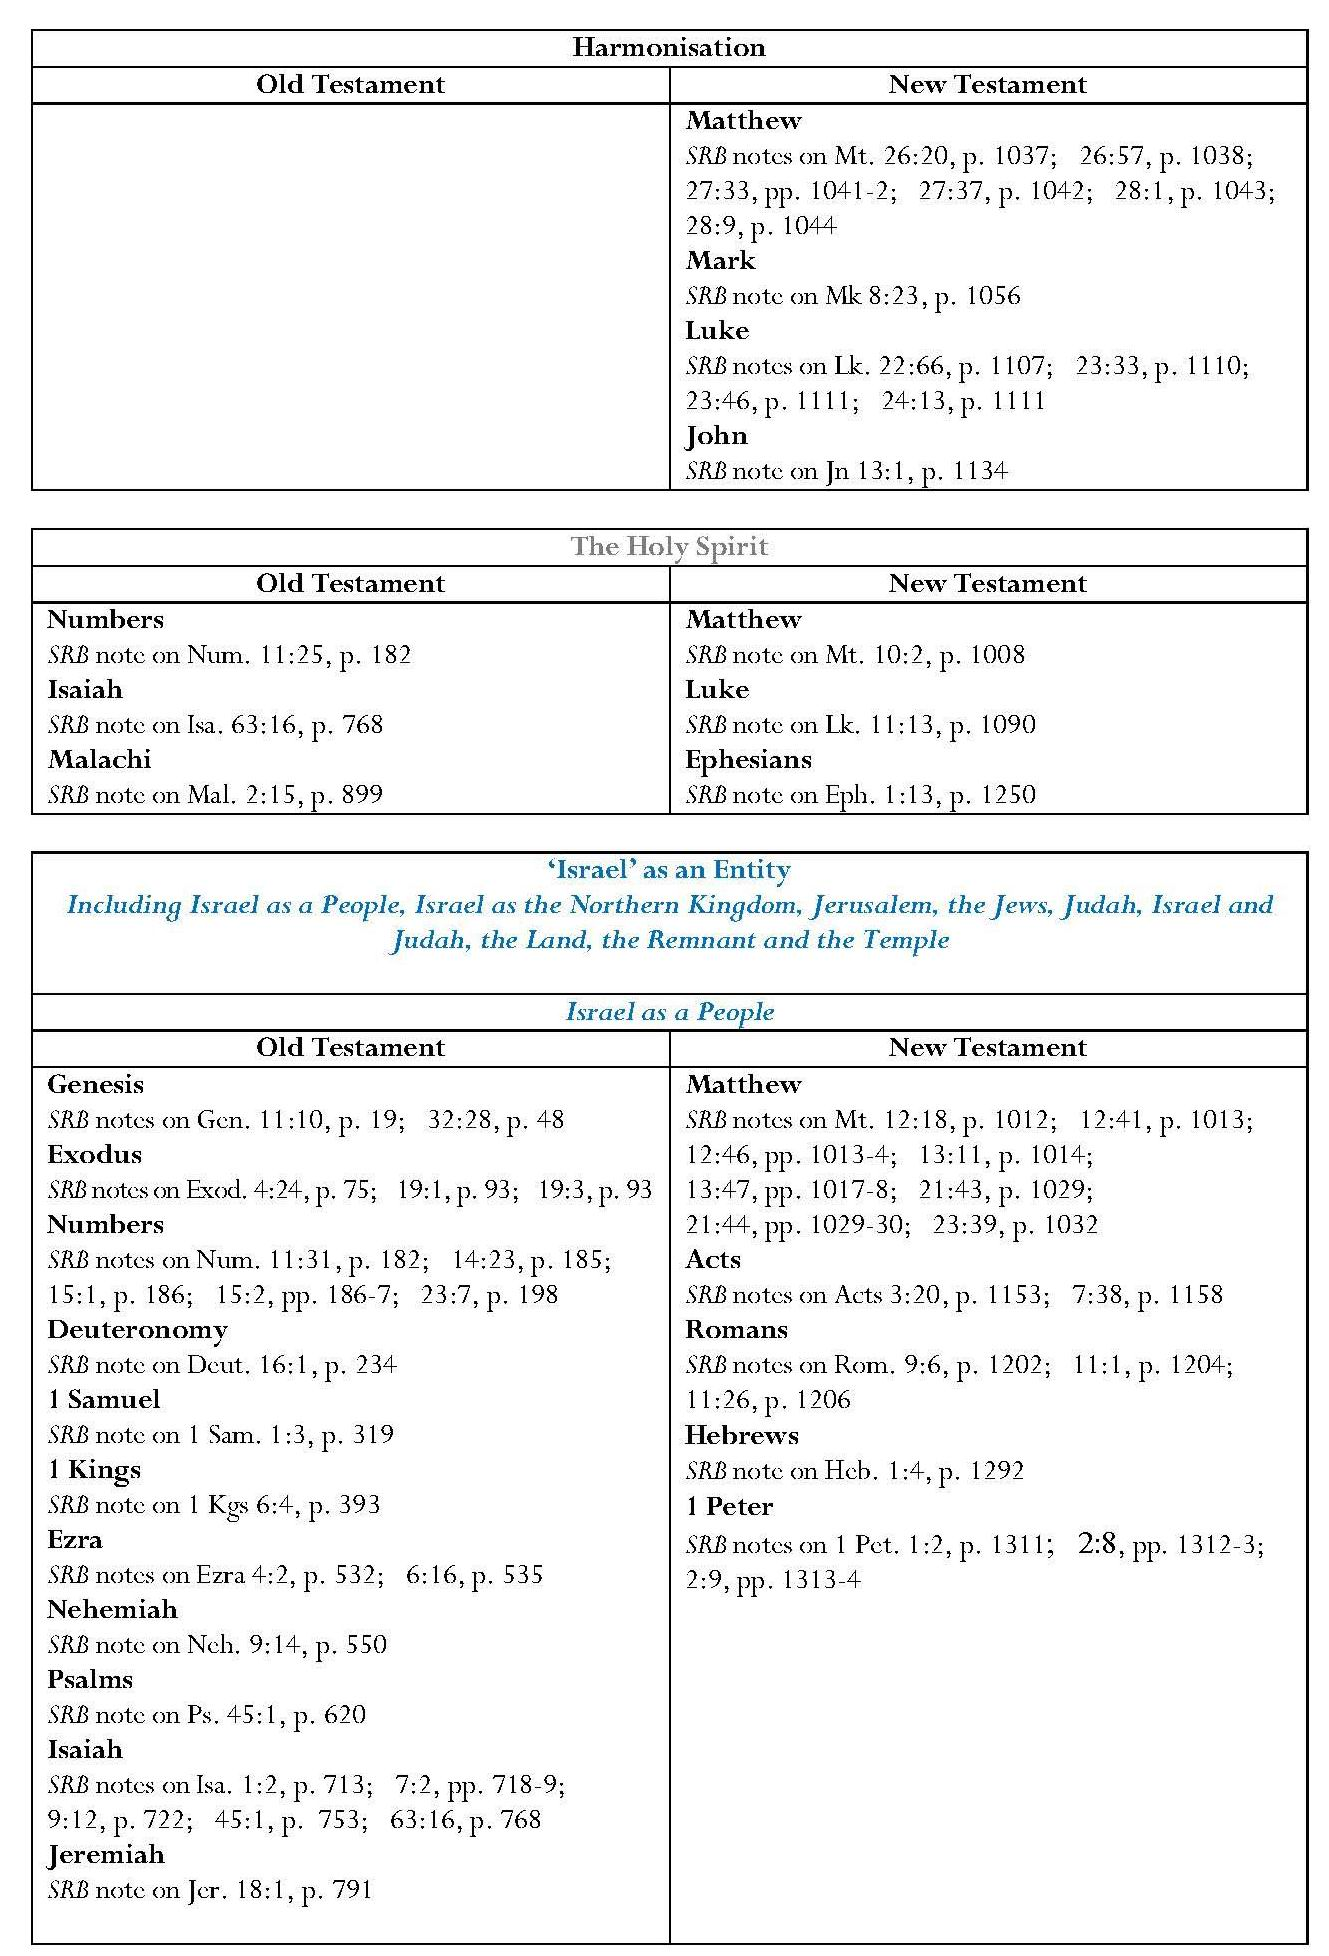 Harmonisation
Old Testament
New Testament
Matthew
SRB notes on Mt. 26:20, p. 1037;   26:57, p. 1038;
27:33, pp. 1041-2;   27:37, p. 1042;   28:1, p. 1043;
28:9, p. 1044
Mark
SRB note on Mk 8:23, p. 1056
Luke
SRB notes on Lk. 22:66, p. 1107;   23:33, p. 1110;
23:46, p. 1111;   24:13, p. 1111
John
SRB note on Jn 13:1, p. 1134
The Holy Spirit
Old Testament
New Testament
Numbers
SRB note on Num. 11:25, p. 182
Isaiah
SRB note on Isa. 63:16, p. 768
Malachi
SRB note on Mal. 2:15, p. 899
Matthew
SRB note on Mt. 10:2, p. 1008
Luke
SRB note on Lk. 11:13, p. 1090
Ephesians
SRB note on Eph. 1:13, p. 1250
‘Israel’ as an Entity
Including Israel as a People, Israel as the Northern Kingdom, Jerusalem, the Jews, Judah, Israel and
Judah, the Land, the Remnant and the Temple
Israel as a People
Old Testament
New Testament
Genesis
SRB notes on Gen. 11:10, p. 19;   32:28, p. 48
Exodus
SRB notes on Exod. 4:24, p. 75;   19:1, p. 93;   19:3, p. 93
Numbers
SRB notes on Num. 11:31, p. 182;   14:23, p. 185;
15:1, p. 186;   15:2, pp. 186-7;   23:7, p. 198
Deuteronomy
SRB note on Deut. 16:1, p. 234
1 Samuel
SRB note on 1 Sam. 1:3, p. 319
1 Kings
SRB note on 1 Kgs 6:4, p. 393
Ezra
SRB notes on Ezra 4:2, p. 532;   6:16, p. 535
Nehemiah
SRB note on Neh. 9:14, p. 550
Psalms
SRB note on Ps. 45:1, p. 620
Isaiah
SRB notes on Isa. 1:2, p. 713;   7:2, pp. 718-9;
9:12, p. 722;   45:1, p.  753;   63:16, p. 768
Jeremiah
SRB note on Jer. 18:1, p. 791
Matthew
SRB notes on Mt. 12:18, p. 1012;   12:41, p. 1013;
12:46, pp. 1013-4;   13:11, p. 1014;
13:47, pp. 1017-8;   21:43, p. 1029;
21:44, pp. 1029-30;   23:39, p. 1032
Acts
SRB notes on Acts 3:20, p. 1153;   7:38, p. 1158
Romans
SRB notes on Rom. 9:6, p. 1202;   11:1, p. 1204;
11:26, p. 1206
Hebrews
SRB note on Heb. 1:4, p. 1292
1 Peter
SRB notes on 1 Pet. 1:2, p. 1311;   2:8, pp. 1312-3;
2:9, pp. 1313-4